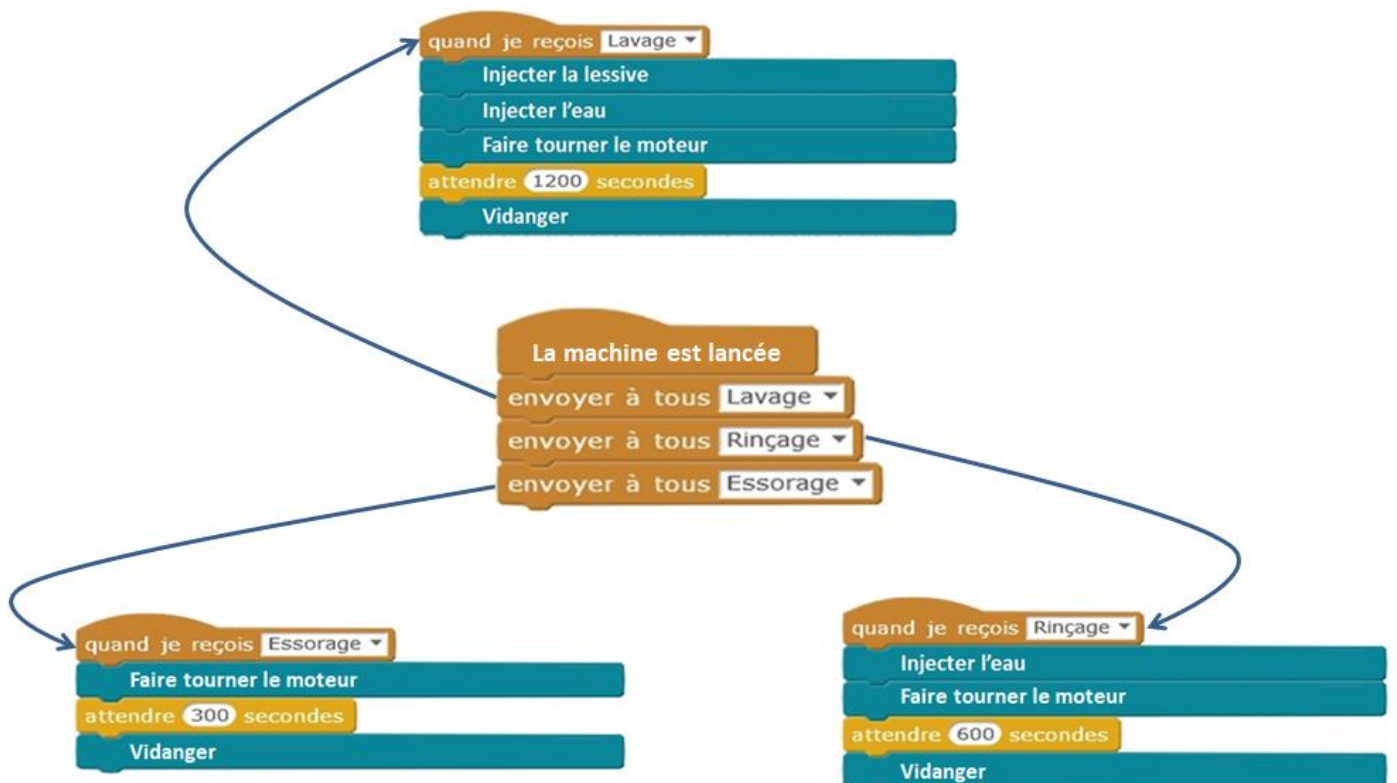 quand je reçois Lavage
Injecter la lessive
Injecter l’eau
Faire tourner le moteur
attendre 1200 secondes
Vidanger
La machine est lancée
envoyer à tous Lavage
envoyer à tous Rinçage
envoyer à tous Essorage
quand je reçois Essorage
Faire tourner le moteur
attendre 300 secondes
Vidanger
quand je reçois Rinçage
Injecter l’eau
Faire tourner le moteur
attendre 600 secondes
Vidanger